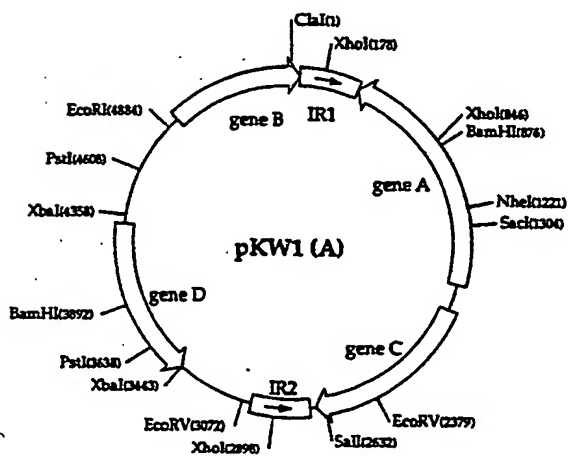 ClaI(1)
XhoI(178)
XhoI(846)
BamHI(876)
NheI(1221)
SacI(1304)
EcoRV(2379)
SalI(2632)
XhoI(2898)
EcoRV(3072)
XbaI(3443)
PstI(3638)
BamHI(3892)
XbaI(4358)
PstI(4608)
EcoRI(4884)
gene B
IR1
gene A
pKW1 (A)
gene D
gene C
IR2